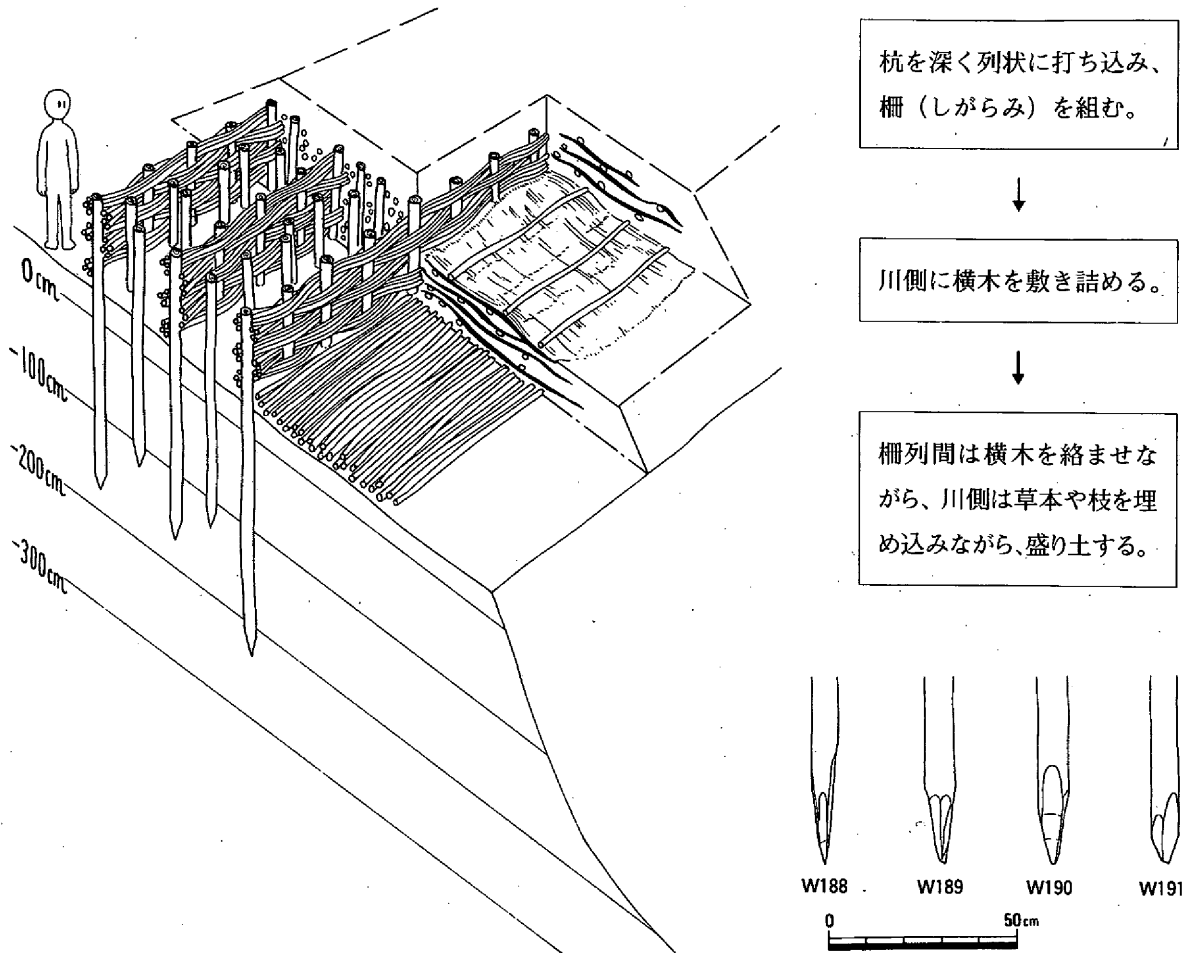 杭を深く列状に打ち込み、
柵（しがらみ）を組む。
↓
川側に横木を敷き詰める。
↓
柵列間は横木を絡ませな
がら、川側は草本や枝を埋
め込みながら、盛り土する。
0cm
-100cm
-200cm
-300cm
W188
W189
W190
W191
0
50cm